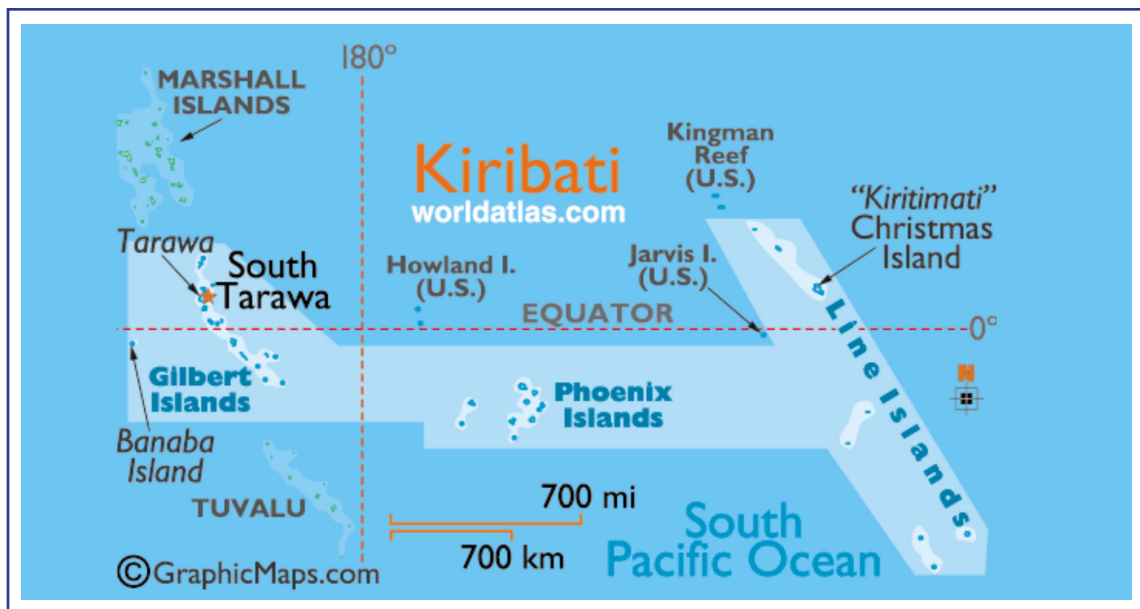 180°
MARSHALL
ISLANDS
Kiribati
worldatlas.com
Kingman
Reef
(U.S.)
"Kiritimati"
Christmas
Island
Tarawa
South
Tarawa
Howland I.
(U.S.)
Jarvis I.
(U.S.)
EQUATOR
0°
Line Islands
N
Gilbert
Islands
Phoenix
Islands
Banaba
Island
TUVALU
700 mi
700 km
South
Pacific Ocean
©GraphicMaps.com